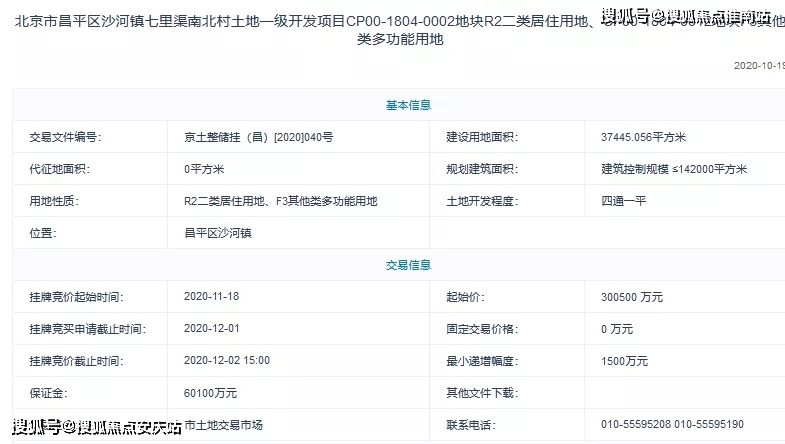 北京市昌平区沙河镇七里渠南北村土地一级开发项目CP00-1804-0002地块R2二类居住用地、
类多功能用地
搜狐号@搜狐焦点淮南站
2020-10-19
基本信息
交易文件编号: 京土整储挂（昌）[2020]040号 建设用地面积: 37445.056平方米
代征地面积: 0平方米 规划建筑面积: 建筑控制规模 ≤142000平方米
用地性质: R2二类居住用地、F3其他类多功能用地 土地开发程度: 四通一平
位置: 昌平区沙河镇
交易信息
挂牌竞价起始时间: 2020-11-18 起始价: 300500 万元
挂牌竞买申请截止时间: 2020-12-01 固定交易价格: 0 万元
挂牌竞价截止时间: 2020-12-02 15:00 最小递增幅度: 1500万元
保证金: 60100万元 其他文件下载:
市土地交易市场 联系电话: 010-55595208 010-55595190
搜狐号@搜狐焦点安庆站